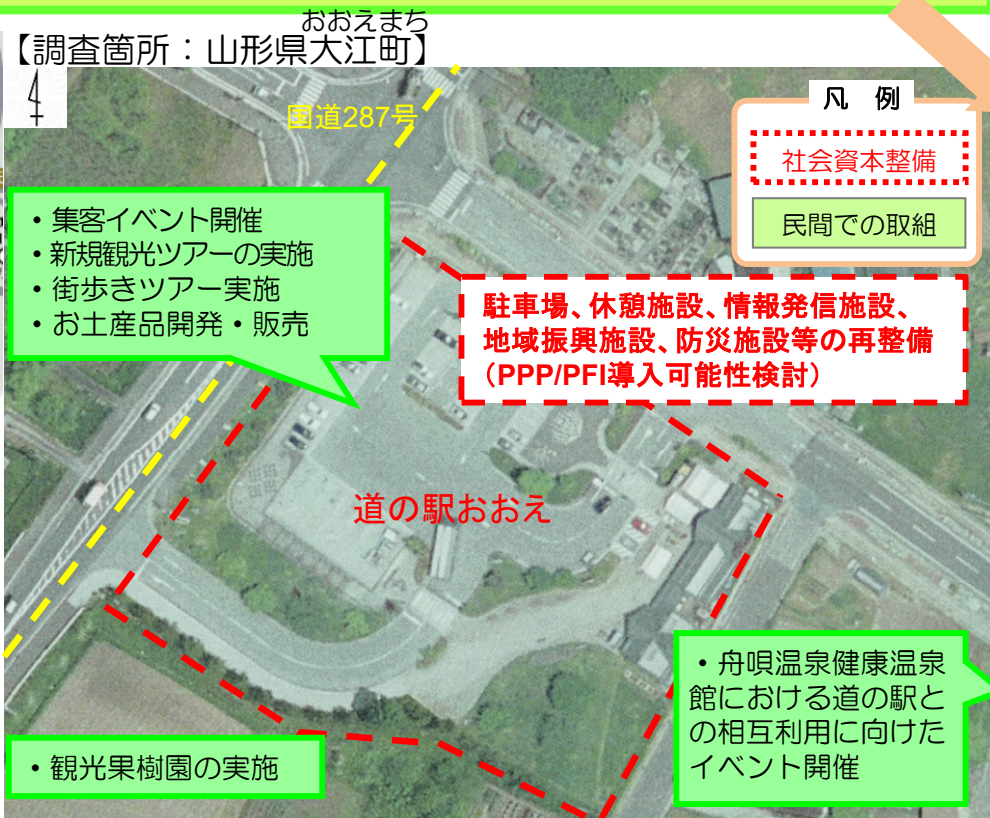 おおえまち
【調査箇所：山形県大江町】
国道287号
凡 例
社会資本整備
民間での取組
・集客イベント開催
・新規観光ツアーの実施
・街歩きツアー実施
・お土産品開発・販売
駐車場、休憩施設、情報発信施設、
地域振興施設、防災施設等の再整備
（PPP/PFI導入可能性検討）
道の駅おおえ
・舟唄温泉健康温泉
館における道の駅と
の相互利用に向けた
イベント開催
・観光果樹園の実施